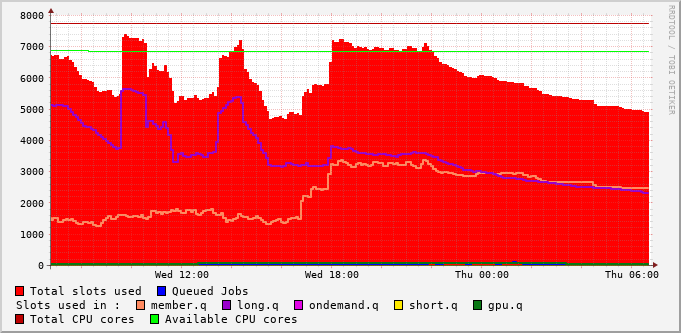 8000
7000
6000
5000
4000
3000
2000
1000
0
Wed 12:00 Wed 18:00 Thu 00:00 Thu 06:00
RRDTOOL / TOBI OETIKER
Total slots used Queued Jobs
Slots used in : member.q long.q ondemand.q short.q gpu.q
Total CPU cores Available CPU cores